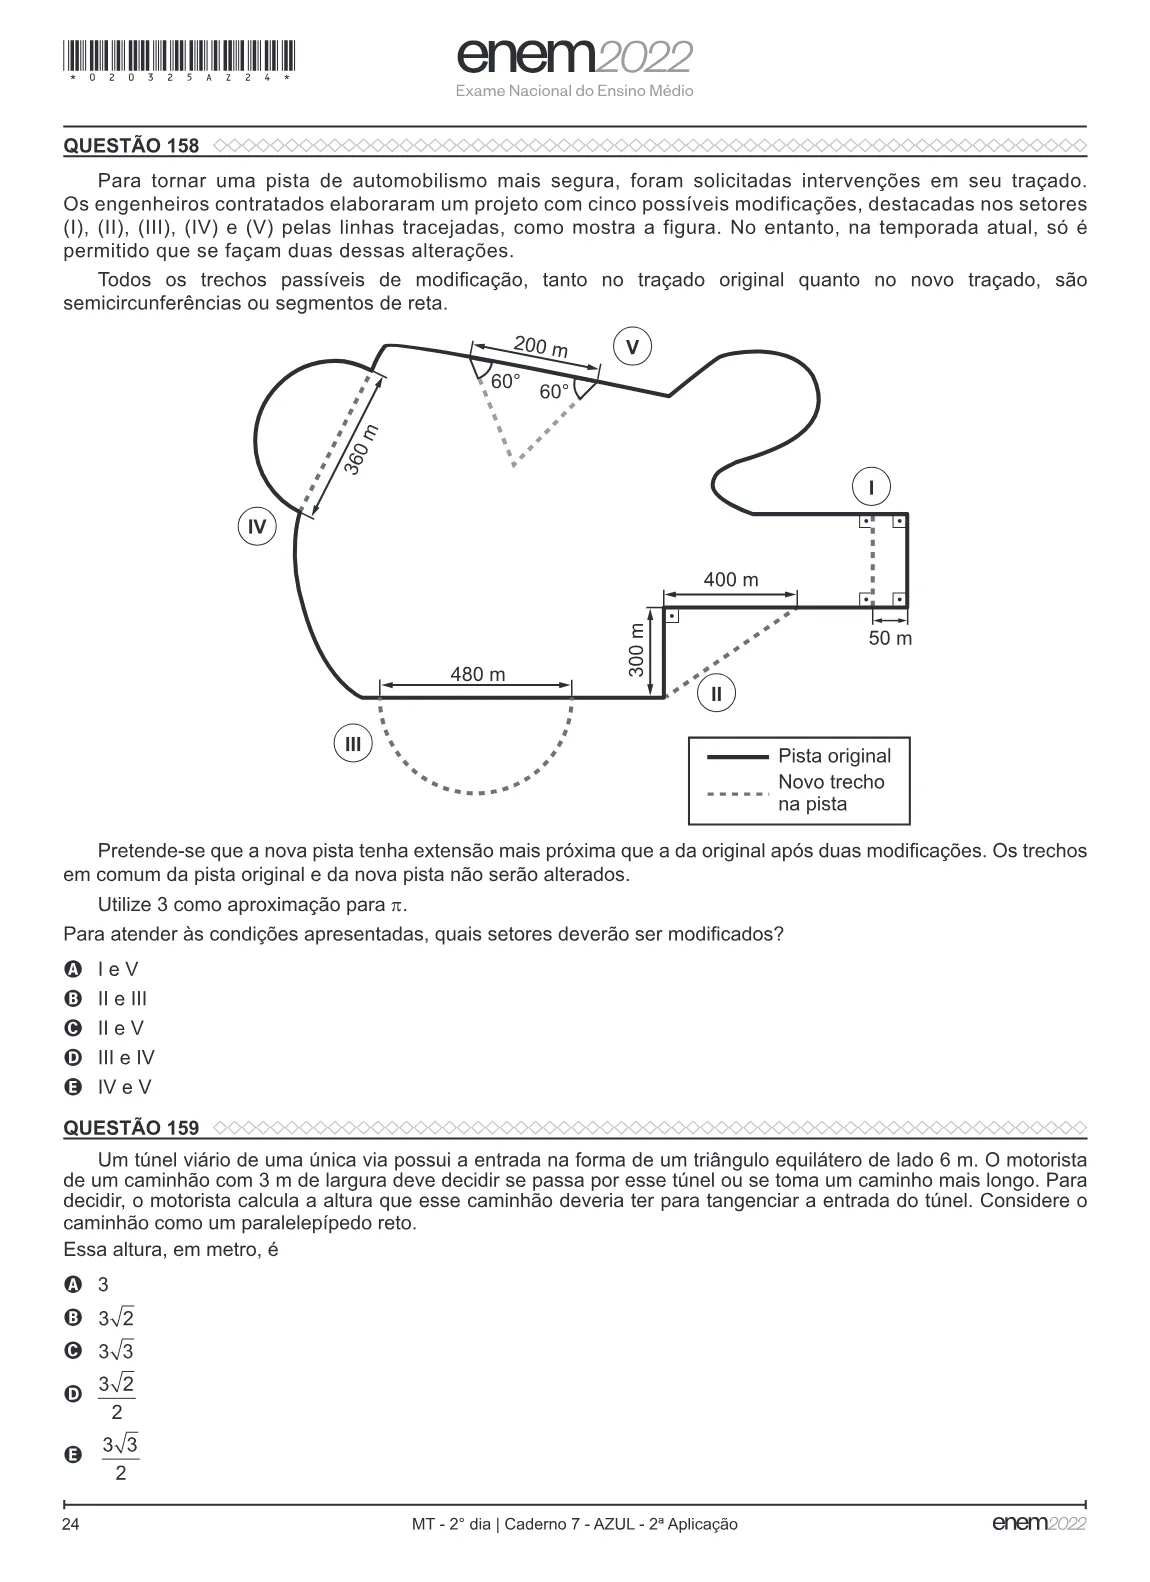 *020325AZ24*
enem2022
Exame Nacional do Ensino Médio
QUESTÃO 158
Para tornar uma pista de automobilismo mais segura, foram solicitadas intervenções em seu traçado.
Os engenheiros contratados elaboraram um projeto com cinco possíveis modificações, destacadas nos setores
(I), (II), (III), (IV) e (V) pelas linhas tracejadas, como mostra a figura. No entanto, na temporada atual, só é
permitido que se façam duas dessas alterações.
Todos os trechos passíveis de modificação, tanto no traçado original quanto no novo traçado, são
semicircunferências ou segmentos de reta.
200 m
V
60°
60°
360 m
I
IV
400 m
50 m
300 m
480 m
II
III
Pista original
Novo trecho
na pista
Pretende-se que a nova pista tenha extensão mais próxima que a da original após duas modificações. Os trechos
em comum da pista original e da nova pista não serão alterados.
Utilize 3 como aproximação para π.
Para atender às condições apresentadas, quais setores deverão ser modificados?
A I e V
B II e III
C II e V
D III e IV
E IV e V
QUESTÃO 159
Um túnel viário de uma única via possui a entrada na forma de um triângulo equilátero de lado 6 m. O motorista
de um caminhão com 3 m de largura deve decidir se passa por esse túnel ou se toma um caminho mais longo. Para
decidir, o motorista calcula a altura que esse caminhão deveria ter para tangenciar a entrada do túnel. Considere o
caminhão como um paralelepípedo reto.
Essa altura, em metro, é
A 3
B 3√2
C 3√3
D 3√2/2
E 3√3/2
24
MT - 2° dia | Caderno 7 - AZUL - 2ª Aplicação
enem2022